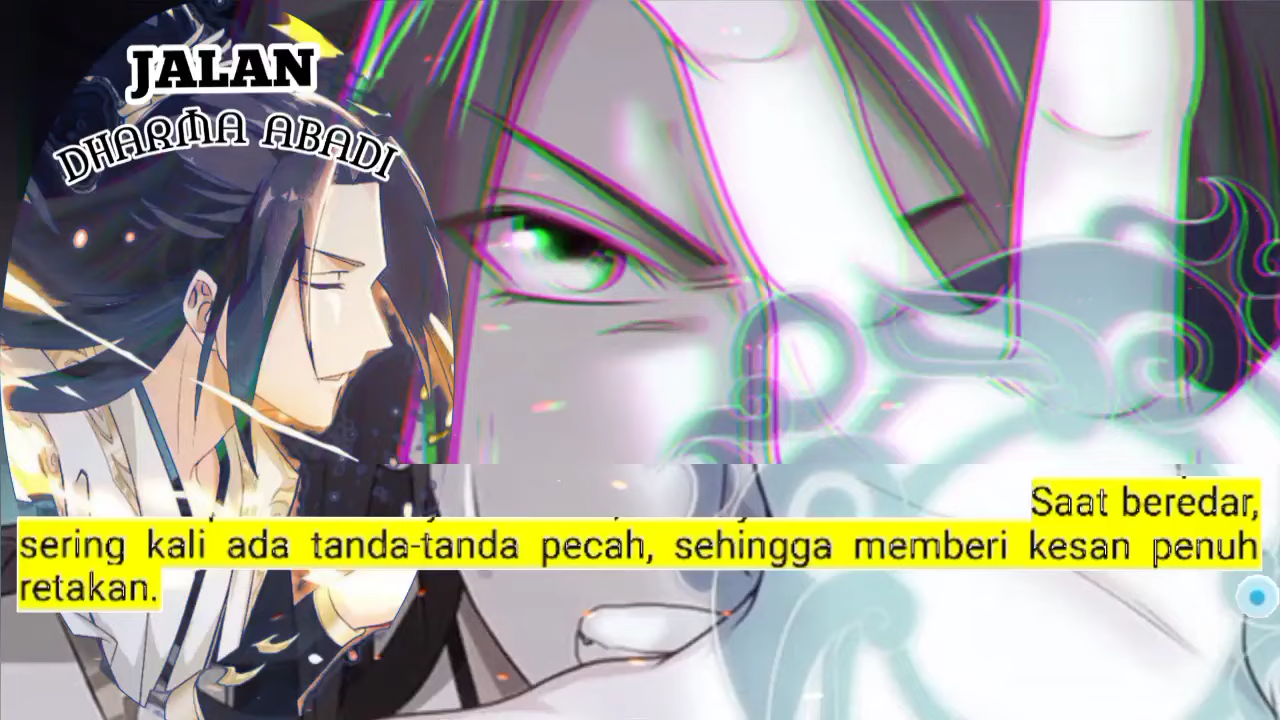 JALAN
DHARMA ABADI
Saat beredar,
sering kali ada tanda-tanda pecah, sehingga memberi kesan penuh
retakan.